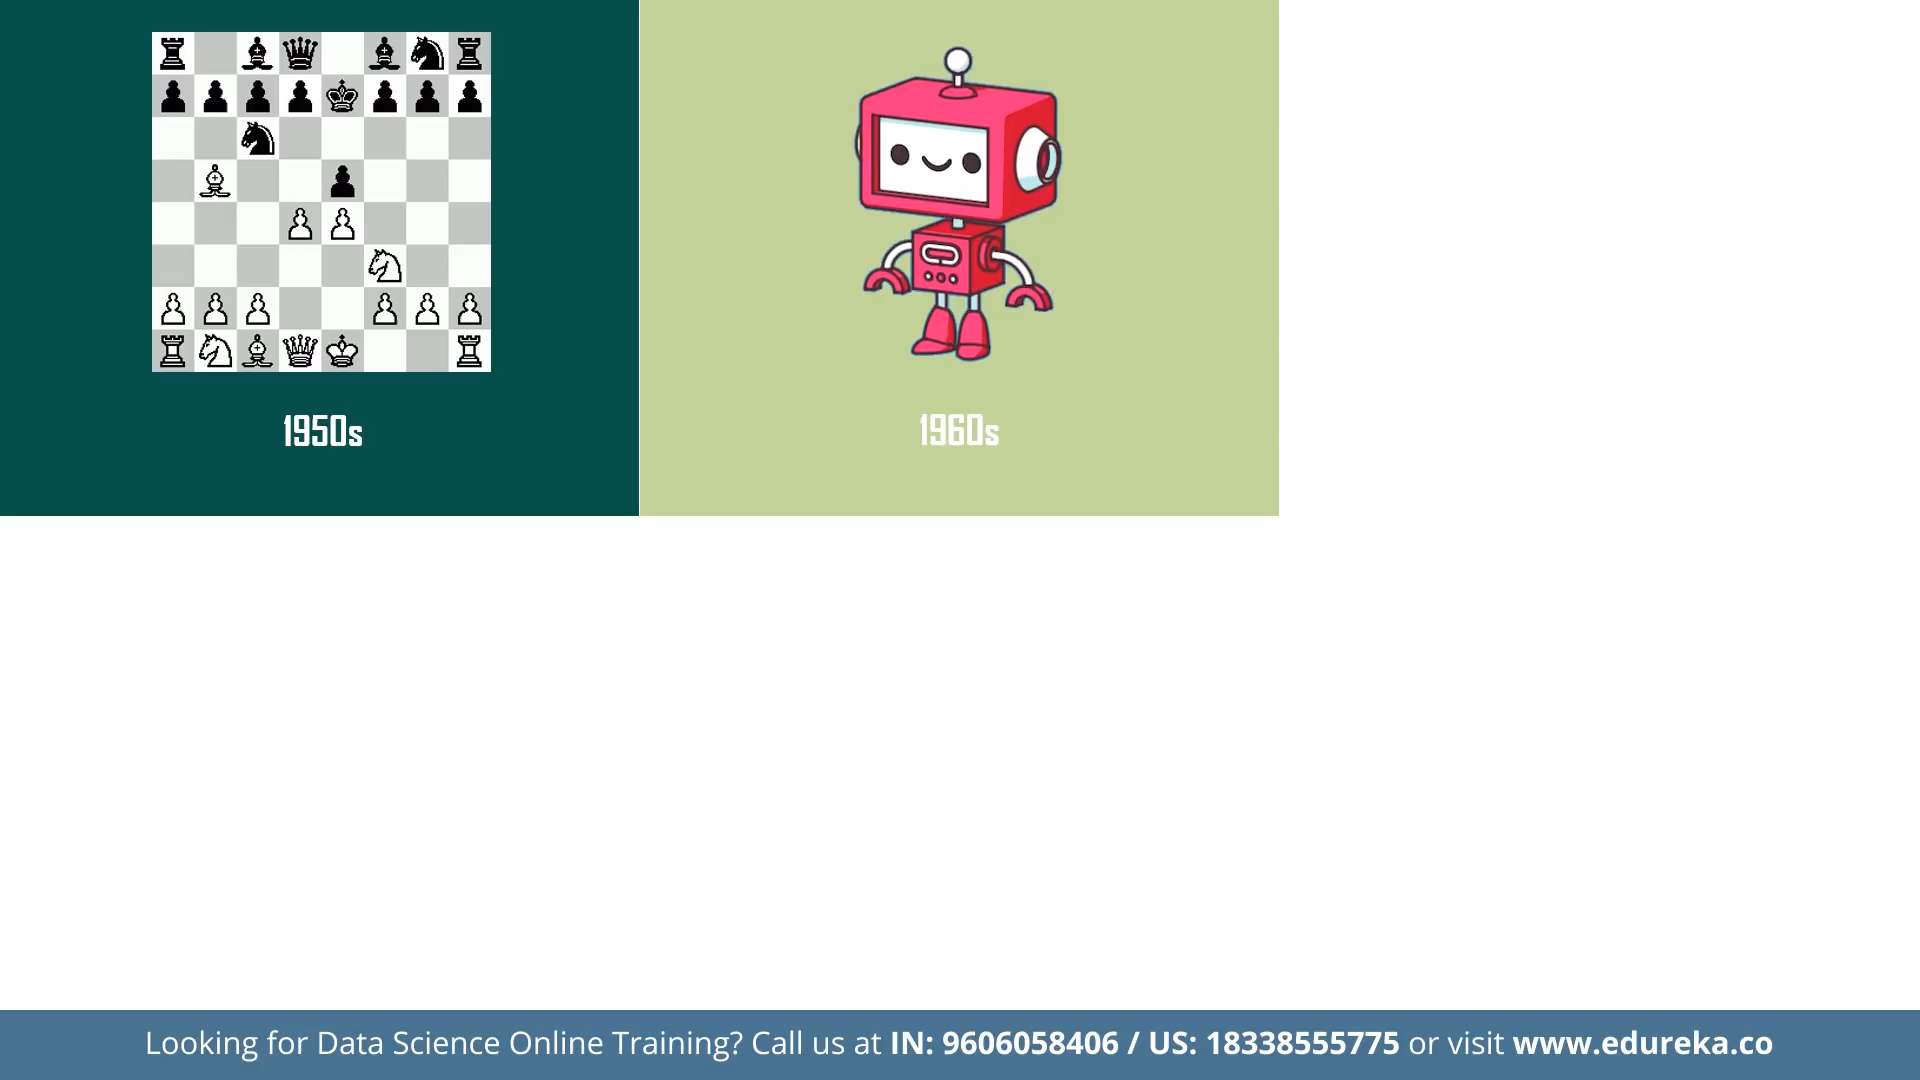 1950s
1960s
Looking for Data Science Online Training? Call us at IN: 9606058406 / US: 18338555775 or visit www.edureka.co